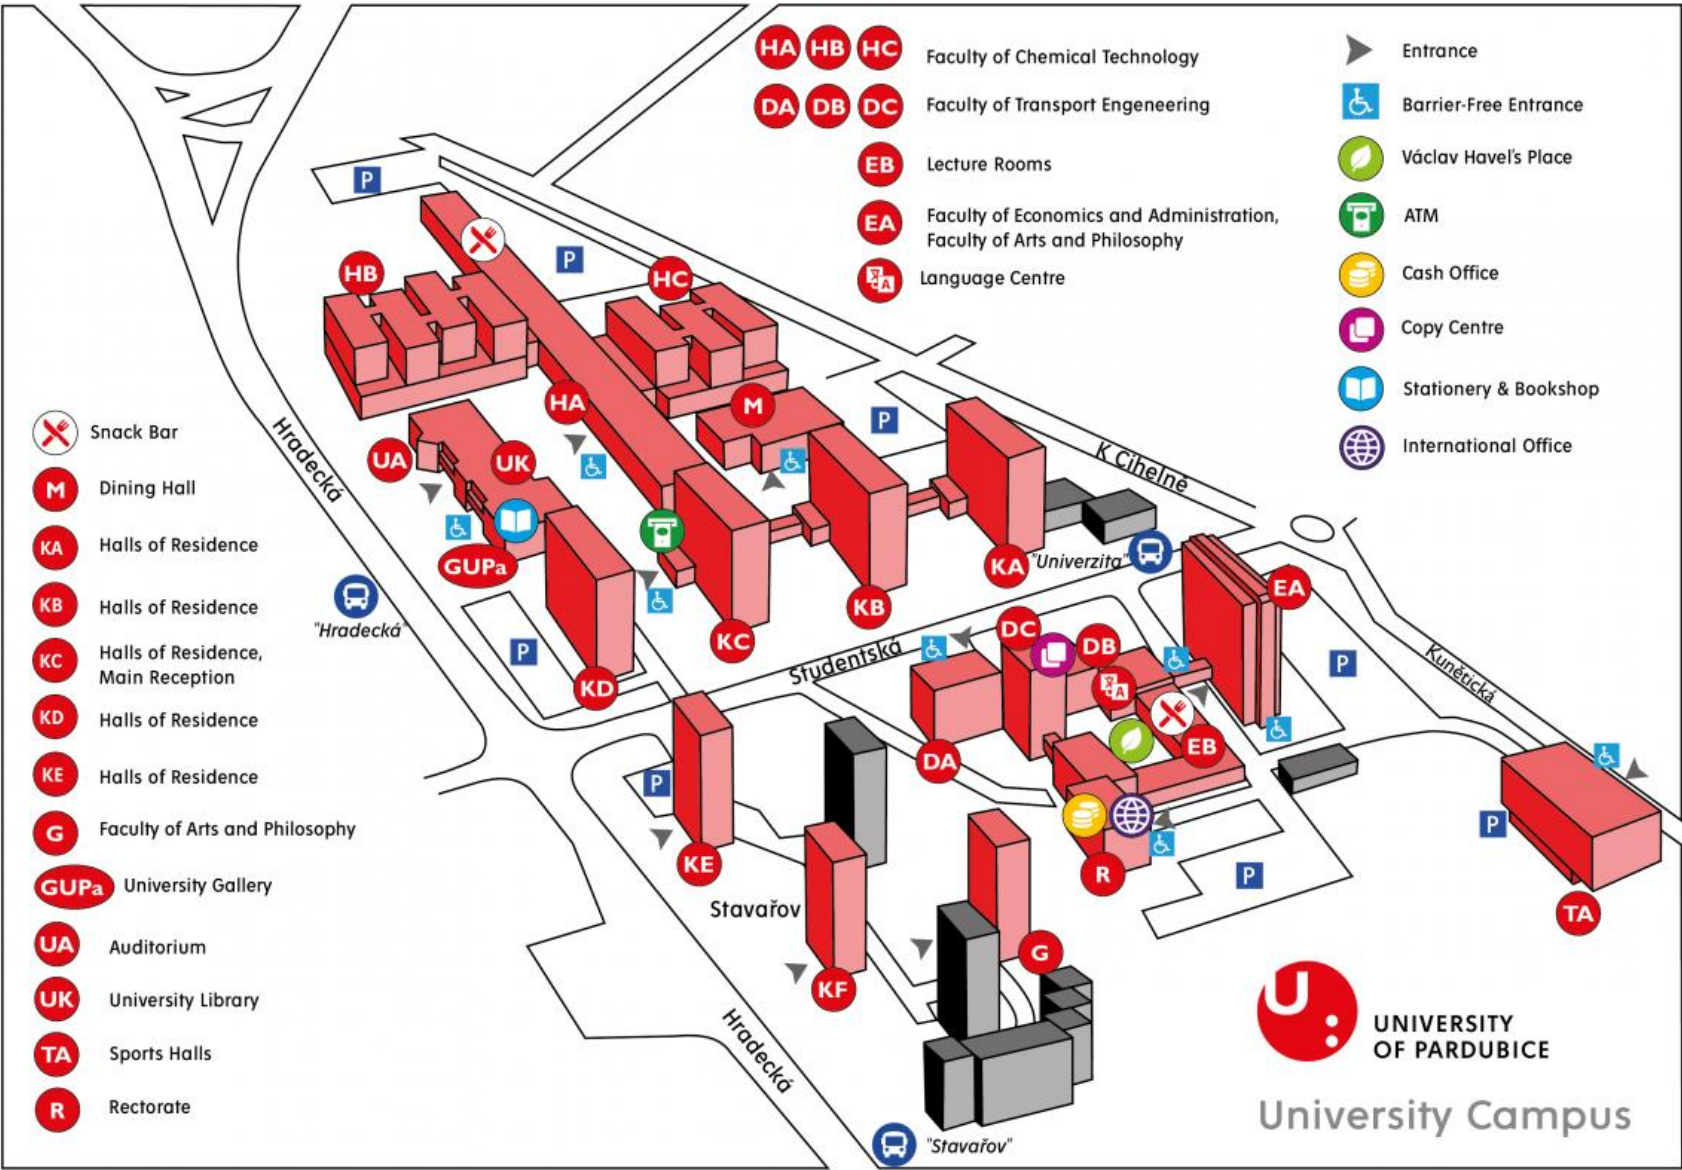 HA HB HC Faculty of Chemical Technology
DA DB DC Faculty of Transport Engeneering
EB Lecture Rooms
EA Faculty of Economics and Administration,
Faculty of Arts and Philosophy
Language Centre
Entrance
Barrier-Free Entrance
Václav Havel's Place
ATM
Cash Office
Copy Centre
Stationery & Bookshop
International Office
Snack Bar
M Dining Hall
KA Halls of Residence
KB Halls of Residence
KC Halls of Residence,
Main Reception
KD Halls of Residence
KE Halls of Residence
G Faculty of Arts and Philosophy
GUPa University Gallery
UA Auditorium
UK University Library
TA Sports Halls
R Rectorate
P
P
HB
HC
HA
M
P
UA
UK
Hradecká
K Cihelně
GUPa
KA
"Univerzita"
EA
KB
"Hradecká"
KC
DC
DB
P
Studentská
A
P
Kunětická
KD
EB
DA
P
P
KE
R
P
Stavařov
TA
G
KF
Hradecká
"Stavařov"
U:
UNIVERSITY
OF PARDUBICE
University Campus